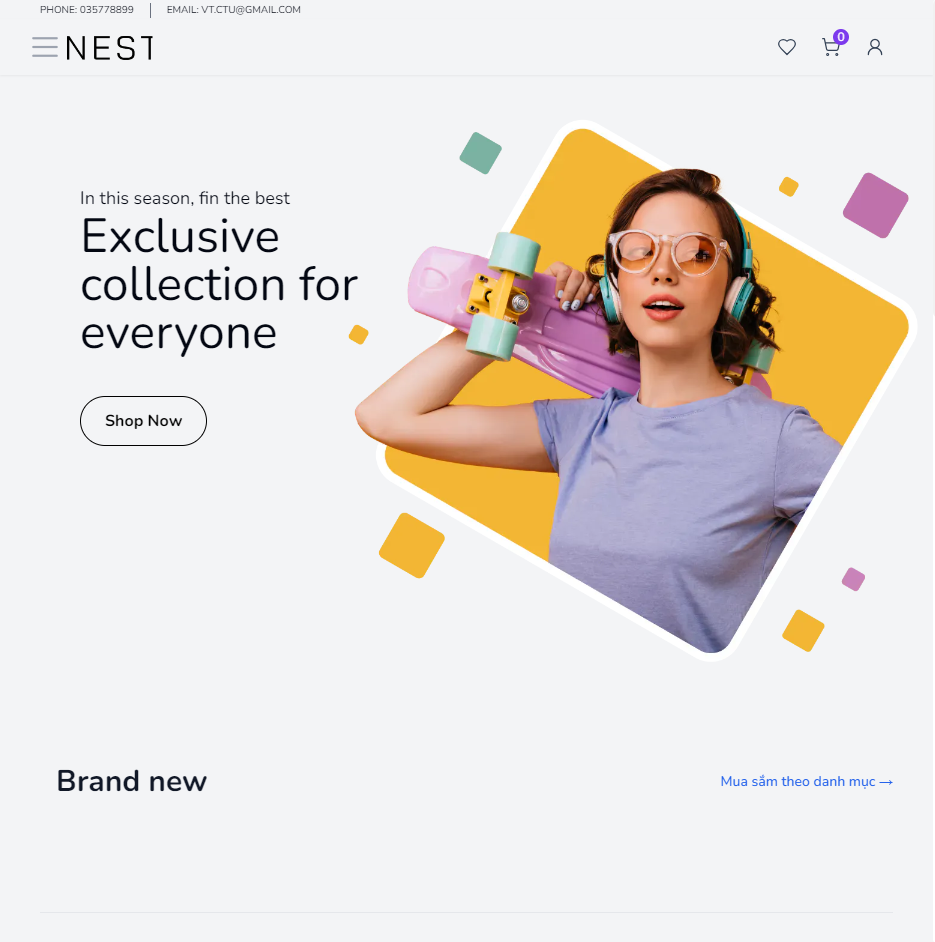 PHONE: 035778899 EMAIL: VT.CTU@GMAIL.COM
NEST
0
In this season, fin the best
Exclusive
collection for
everyone
Shop Now
Brand new
Mua sắm theo danh mục →